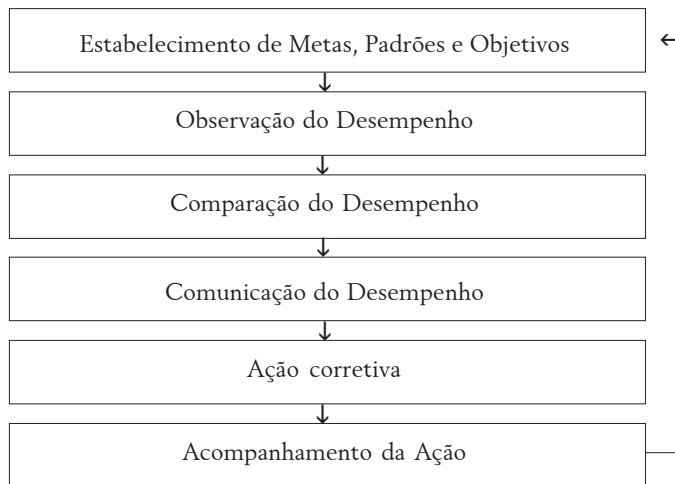 Estabelecimento de Metas, Padrões e Objetivos
Observação do Desempenho
Comparação do Desempenho
Comunicação do Desempenho
Ação corretiva
Acompanhamento da Ação